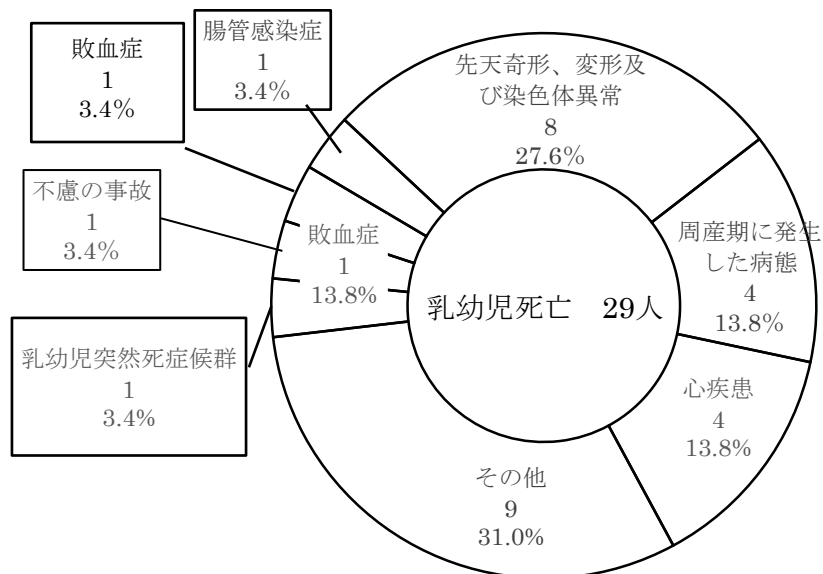 腸管感染症
1
3.4%
敗血症
1
3.4%
先天奇形、変形及
び染色体異常
8
27.6%
不慮の事故
1
3.4%
敗血症
1
13.8%
周産期に発生
した病態
4
13.8%
乳幼児死亡　29人
乳幼児突然死症候群
1
3.4%
心疾患
4
13.8%
その他
9
31.0%